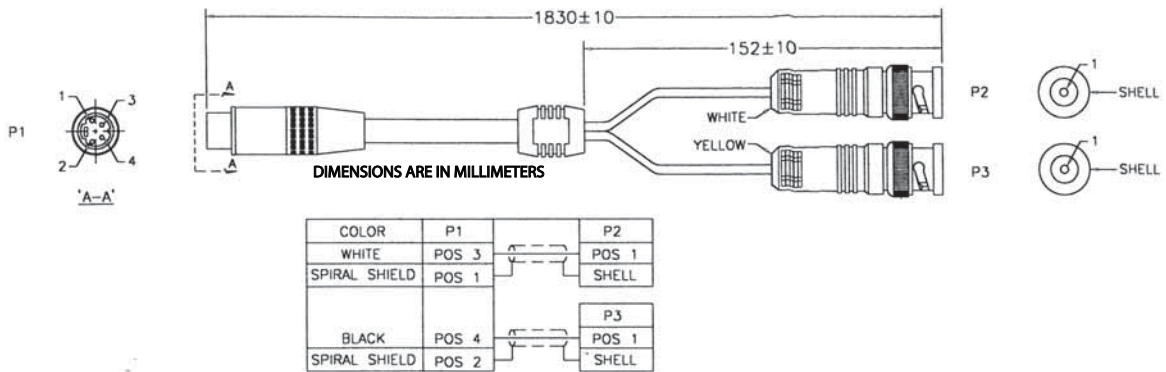 1830±10
152±10
A
1
3
P1
2
4
'A-A'
A
DIMENSIONS ARE IN MILLIMETERS
WHITE
YELLOW
P2
1
SHELL
P3
1
SHELL
COLOR P1 P2
WHITE POS 3 POS 1
SPIRAL SHIELD POS 1 SHELL
P3
BLACK POS 4 POS 1
SPIRAL SHIELD POS 2 SHELL